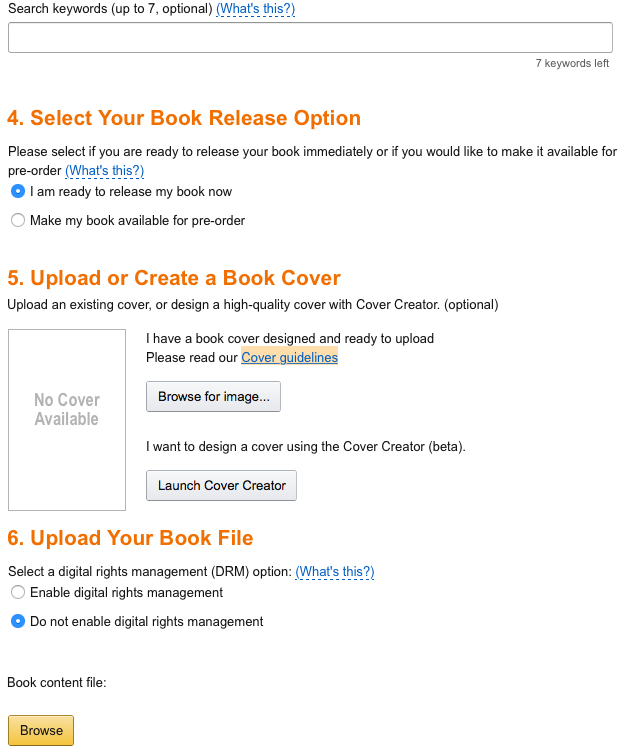 Search keywords (up to 7, optional) (What's this?)
7 keywords left
4. Select Your Book Release Option
Please select if you are ready to release your book immediately or if you would like to make it available for
pre-order (What's this?)
I am ready to release my book now
Make my book available for pre-order
5. Upload or Create a Book Cover
Upload an existing cover, or design a high-quality cover with Cover Creator. (optional)
No Cover
Available
I have a book cover designed and ready to upload
Please read our Cover guidelines
Browse for image...
I want to design a cover using the Cover Creator (beta).
Launch Cover Creator
6. Upload Your Book File
Select a digital rights management (DRM) option: (What's this?)
Enable digital rights management
Do not enable digital rights management
Book content file:
Browse